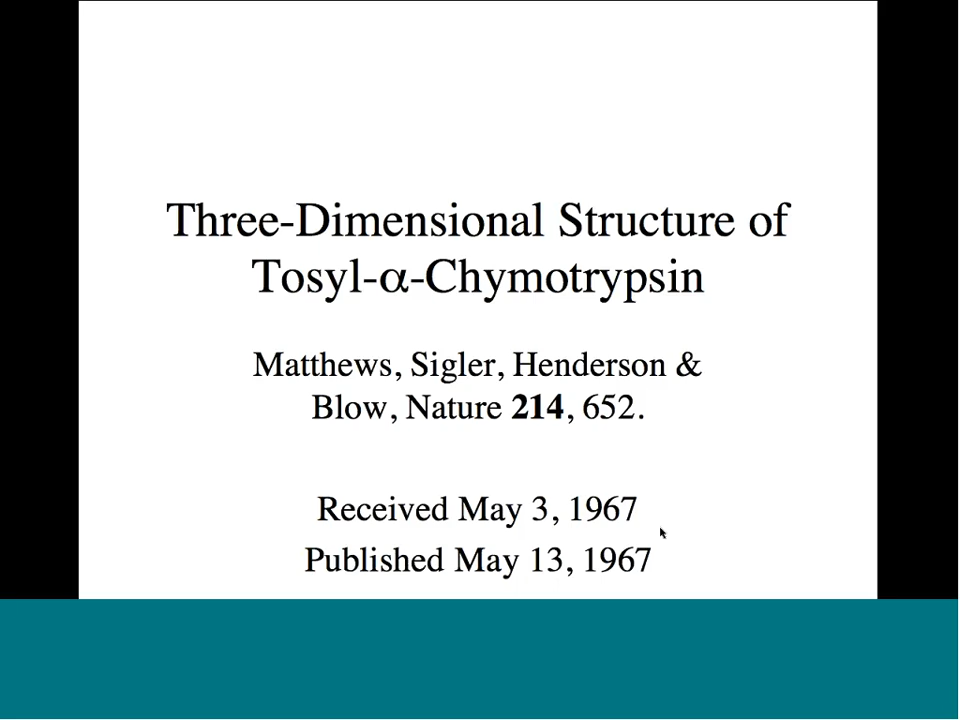 Three-Dimensional Structure of
Tosyl-α-Chymotrypsin
Matthews, Sigler, Henderson &
Blow, Nature 214, 652.
Received May 3, 1967
Published May 13, 1967